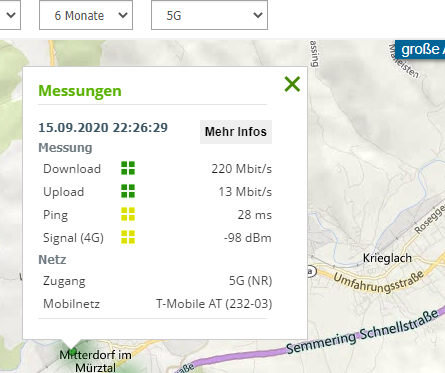 6 Monate
5G
große
Messungen
15.09.2020 22:26:29
Mehr Infos
Messung
Download 220 Mbit/s
Upload 13 Mbit/s
Ping 28 ms
Signal (4G) -98 dBm
Netz
Zugang 5G (NR)
Mobilnetz T-Mobile AT (232-03)
Krieglach
Umfahrungsstraße
Semmering Schnellstraße
Mitterdorf im
Mürztal